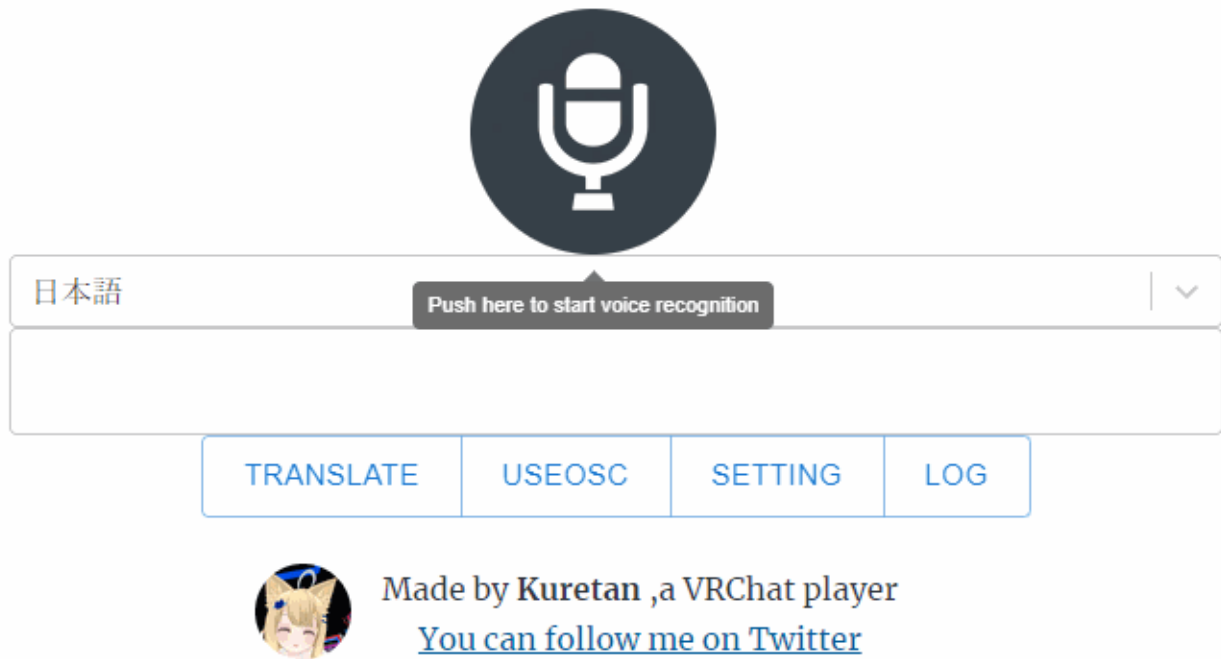 日本語
Push here to start voice recognition
TRANSLATE
USEOSC
SETTING
LOG
Made by Kuretan ,a VRChat player
You can follow me on Twitter